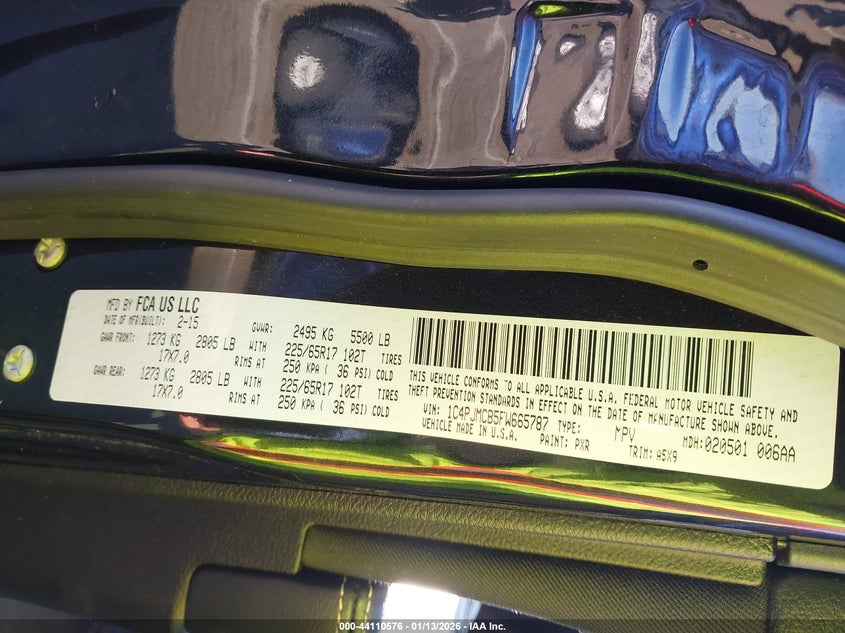 MFD BY FCA US LLC
DATE OF MFR(BUILT): 2-15 GVWR: 2495 KG 5500 LB
GAWR FRONT: 1273 KG 2805 LB WITH 225/65R17 102T TIRES
17X7.0 RIMS AT 250 KPA ( 36 PSI) COLD
GAWR REAR: 1273 KG 2805 LB WITH 225/65R17 102T TIRES
17X7.0 RIMS AT 250 KPA ( 36 PSI) COLD
THIS VEHICLE CONFORMS TO ALL APPLICABLE U.S.A. FEDERAL MOTOR VEHICLE SAFETY AND
THEFT PREVENTION STANDARDS IN EFFECT ON THE DATE OF MANUFACTURE SHOWN ABOVE.
VIN: 1C4PJMCB5FW665787 TYPE: MPV MDH:020501 006AA
VEHICLE MADE IN U.S.A. PAINT: PXR TRIM: A5X9
000-44110576 - 01/13/2026 - IAA Inc.